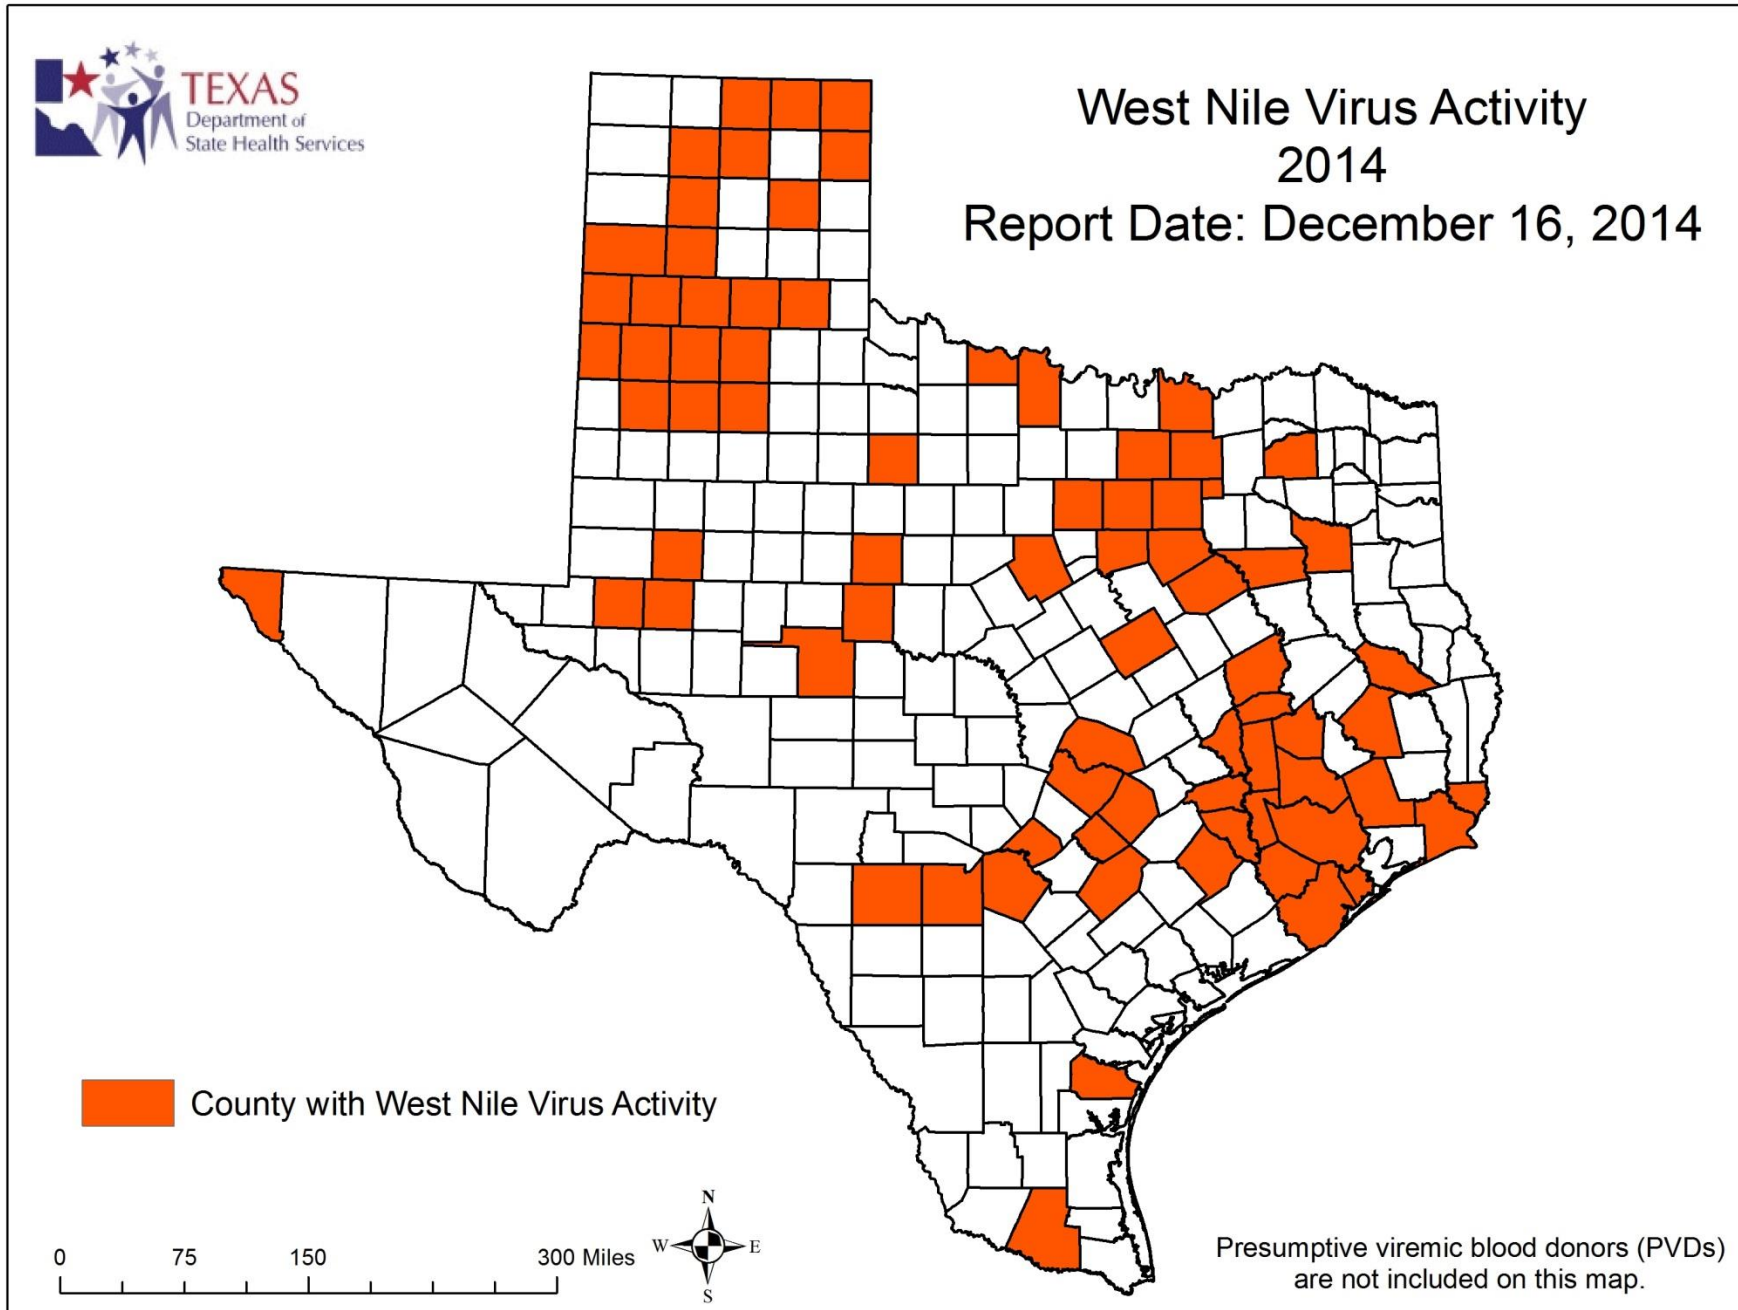 TEXAS
Department of
State Health Services
West Nile Virus Activity
2014
Report Date: December 16, 2014
County with West Nile Virus Activity
0 75 150 300 Miles
N
W E
S
Presumptive viremic blood donors (PVDs)
are not included on this map.